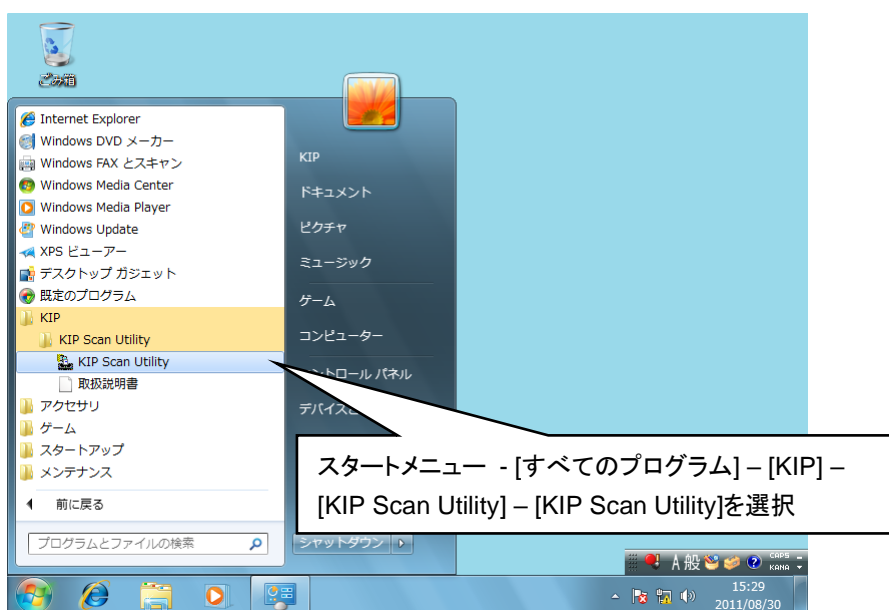 ごみ箱
Internet Explorer
Windows DVD メーカー
Windows FAX とスキャン
Windows Media Center
Windows Media Player
Windows Update
XPS ビューアー
デスクトップ ガジェット
既定のプログラム
KIP
KIP Scan Utility
KIP Scan Utility
取扱説明書
アクセサリ
ゲーム
スタートアップ
メンテナンス
前に戻る
プログラムとファイルの検索
KIP
ドキュメント
ピクチャ
ミュージック
ゲーム
コンピューター
ントロール パネル
デバイス
シャットダウン
スタートメニュー - [すべてのプログラム] – [KIP] –
[KIP Scan Utility] – [KIP Scan Utility]を選択
A 般
CAPS
KANA
15:29
2011/08/30